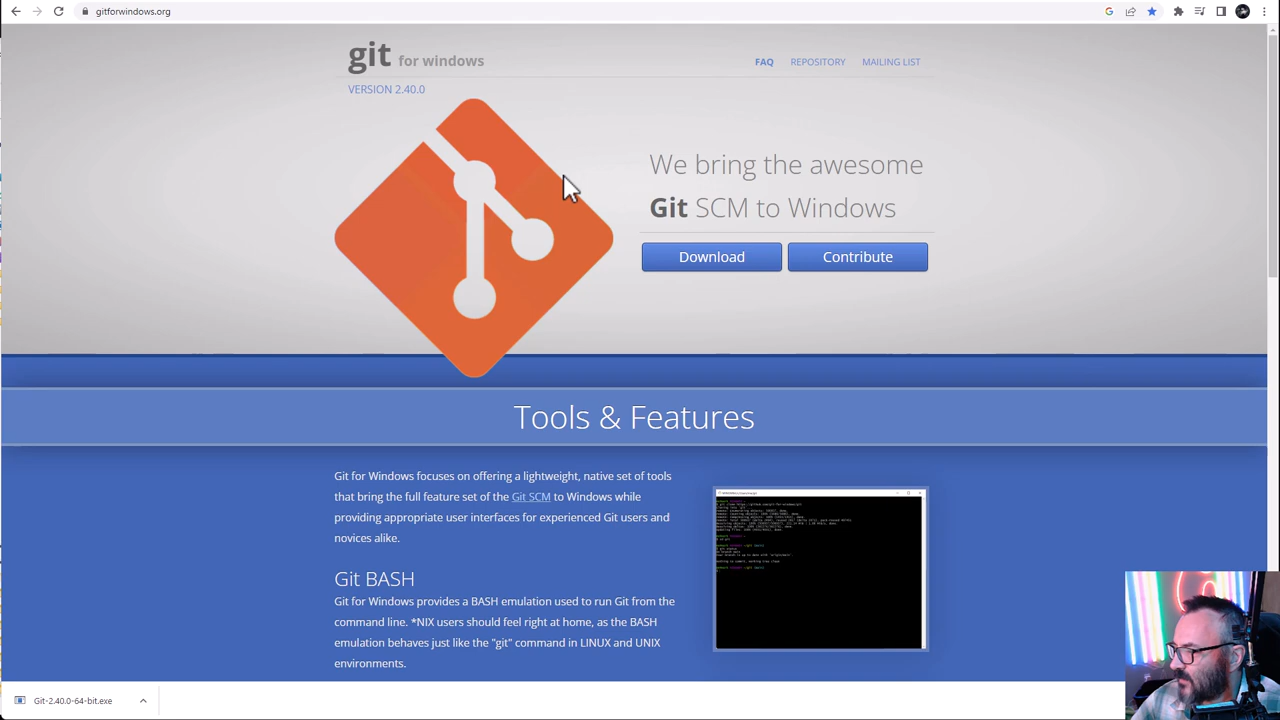 gitforwindows.org
git for windows
FAQ REPOSITORY MAILING LIST
VERSION 2.40.0
We bring the awesome
Git SCM to Windows
Download Contribute
Tools & Features
Git for Windows focuses on offering a lightweight, native set of tools
that bring the full feature set of the Git SCM to Windows while
providing appropriate user interfaces for experienced Git users and
novices alike.
Git BASH
Git for Windows provides a BASH emulation used to run Git from the
command line. *NIX users should feel right at home, as the BASH
emulation behaves just like the "git" command in LINUX and UNIX
environments.
Git-2.40.0-64-bit.exe